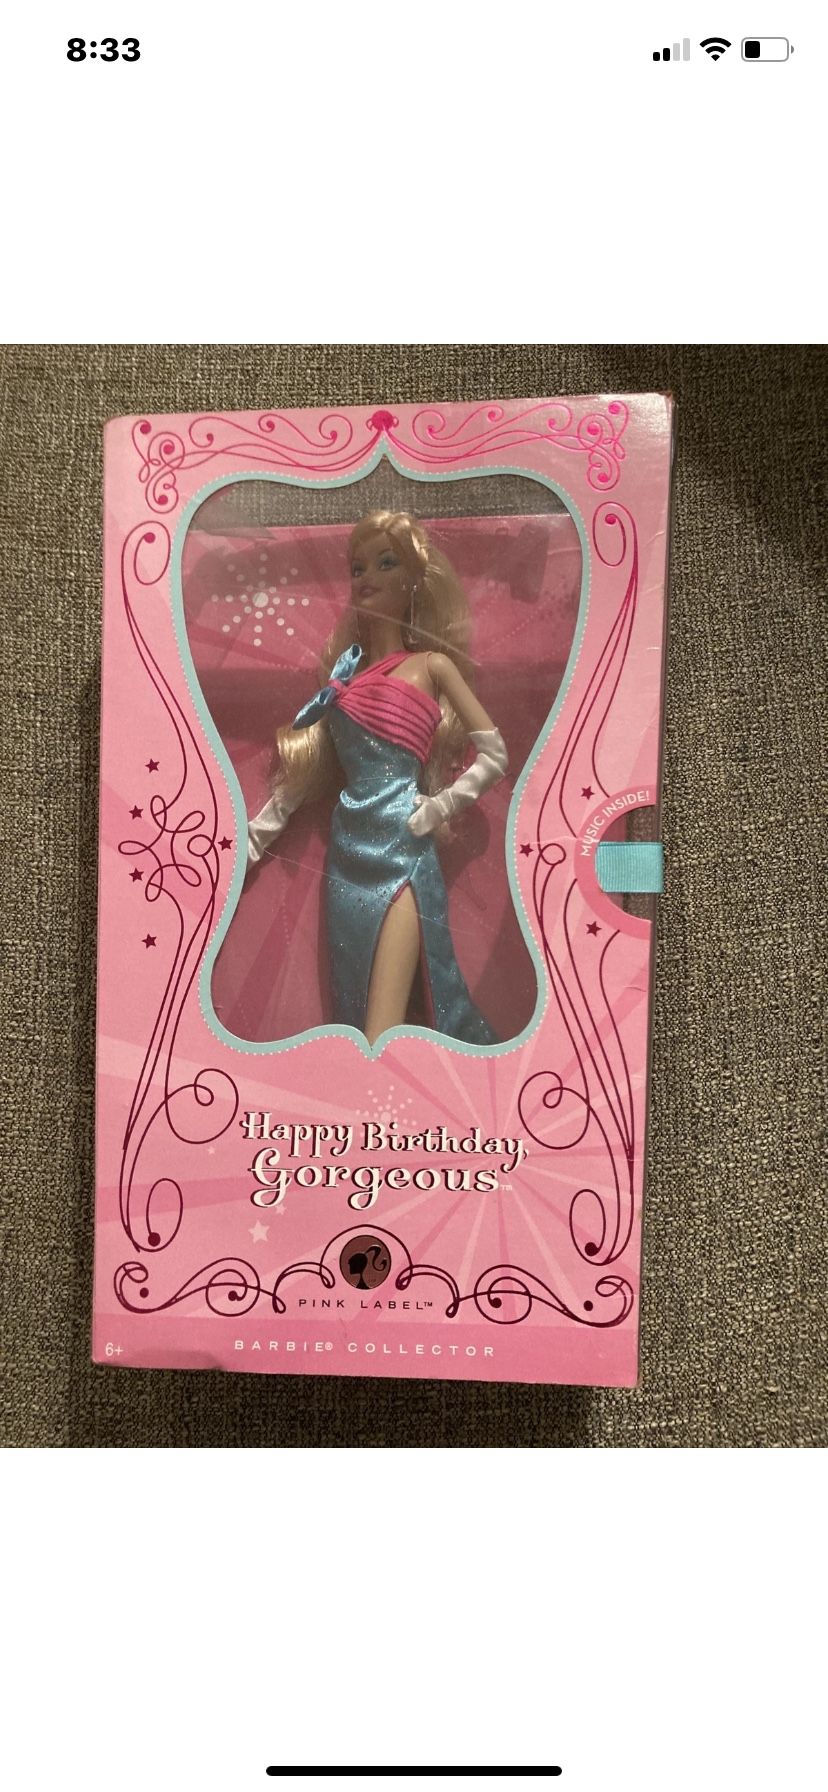 8:33
MUSIC INSIDE!
Happy Birthday,
Gorgeous™
PINK LABEL™
6+
BARBIE® COLLECTOR